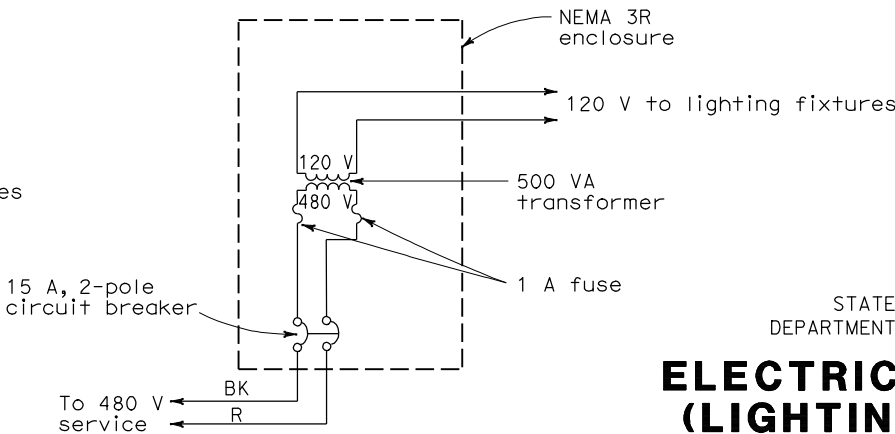 NEMA 3R
enclosure
120 V to lighting fixtures
120 V
500 VA
transformer
480 V
es
1 A fuse
15 A, 2-pole
circuit breaker
STATE
DEPARTMENT
BK
To 480 V
service
R
ELECTRIC
(LIGHTIN